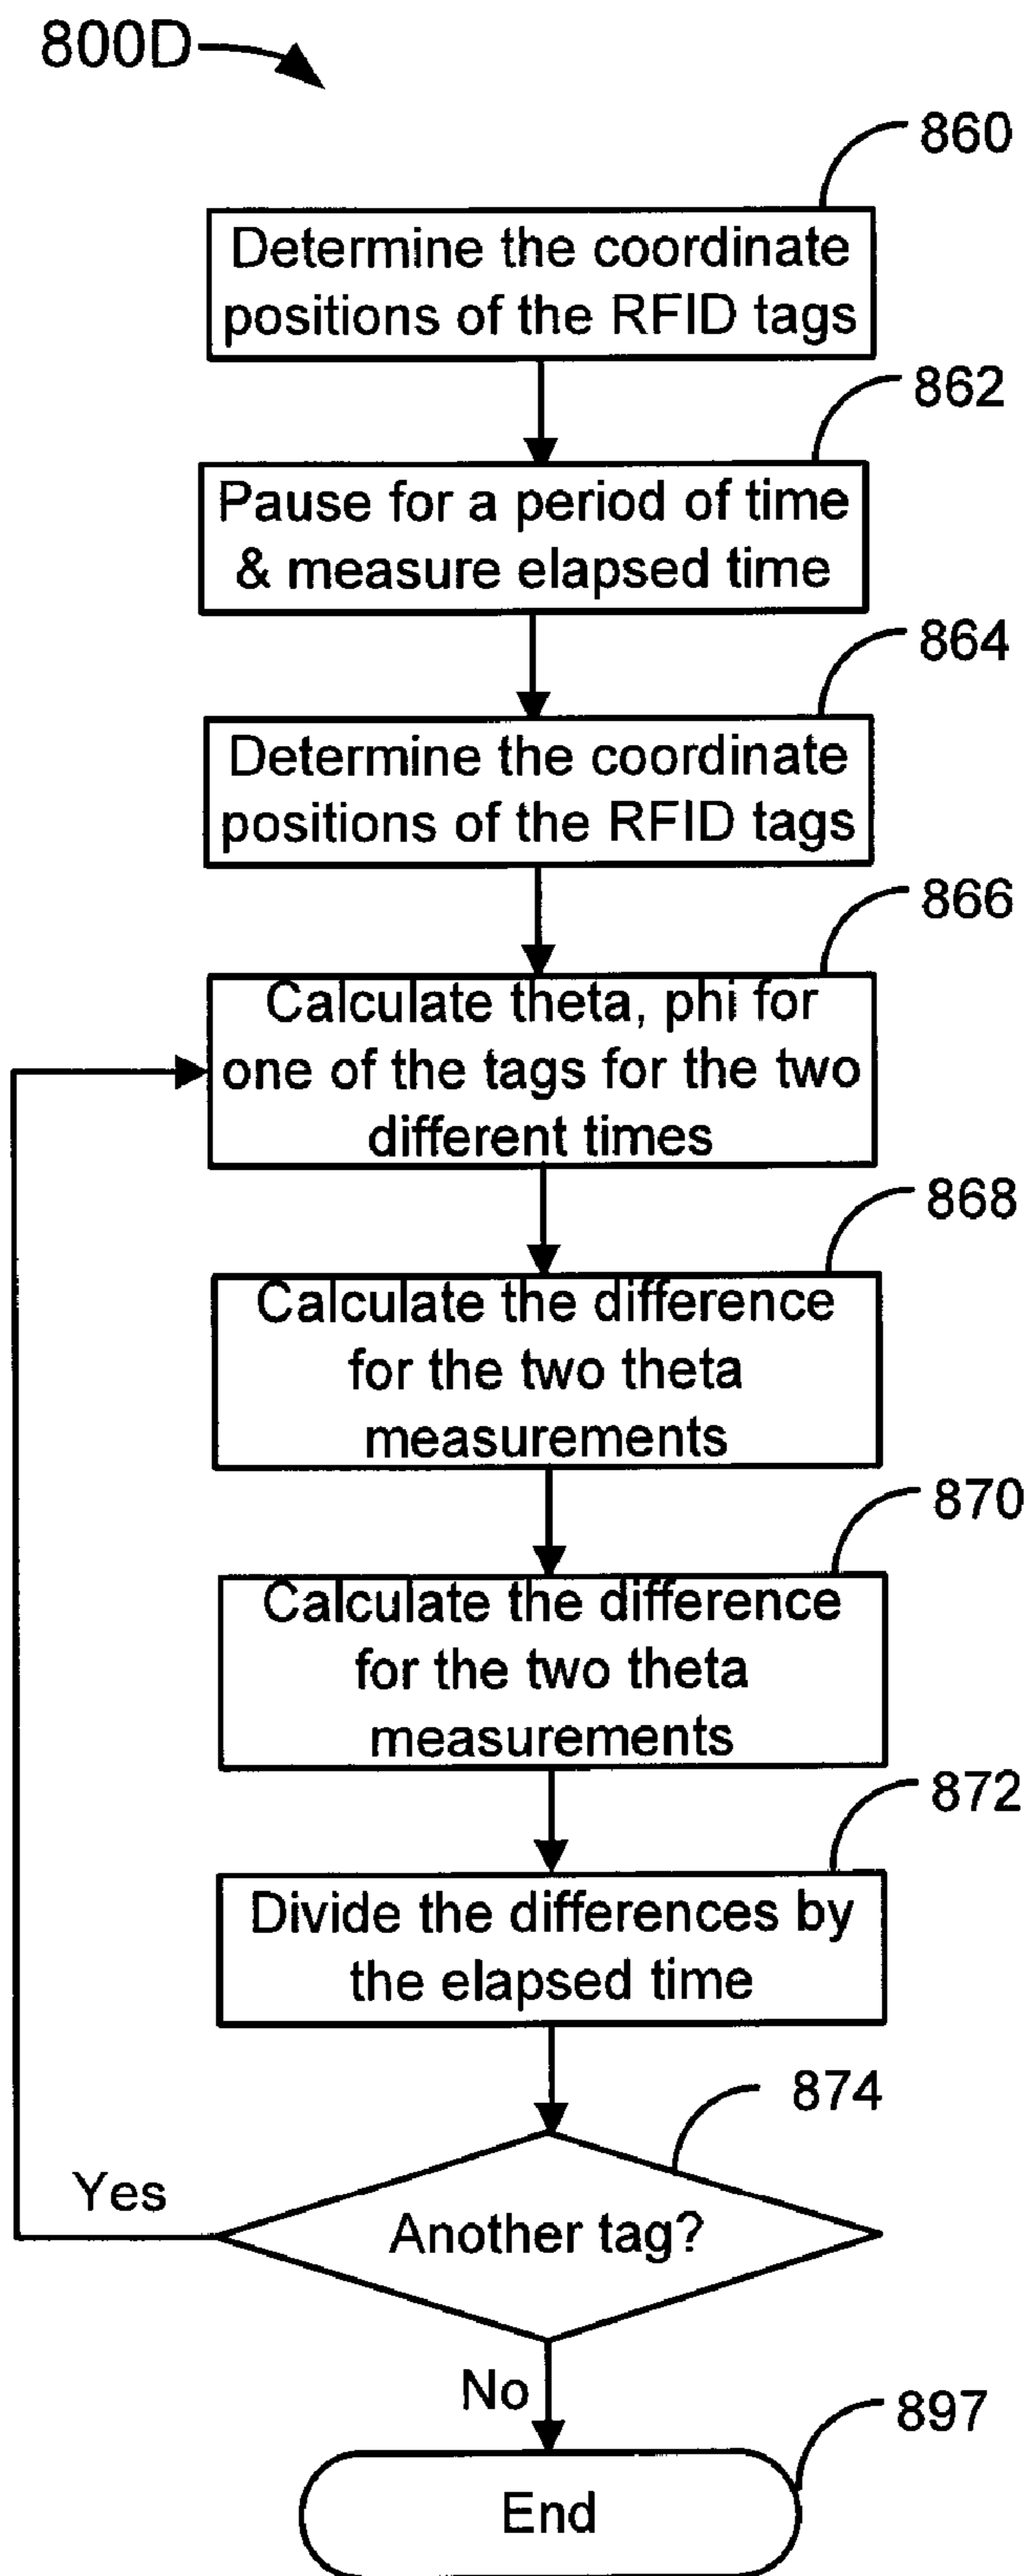 800D
860
Determine the coordinate
positions of the RFID tags
862
Pause for a period of time
& measure elapsed time
864
Determine the coordinate
positions of the RFID tags
866
Calculate theta, phi for
one of the tags for the two
different times
868
Calculate the difference
for the two theta
measurements
870
Calculate the difference
for the two theta
measurements
872
Divide the differences by
the elapsed time
874
Yes
Another tag?
No
897
End